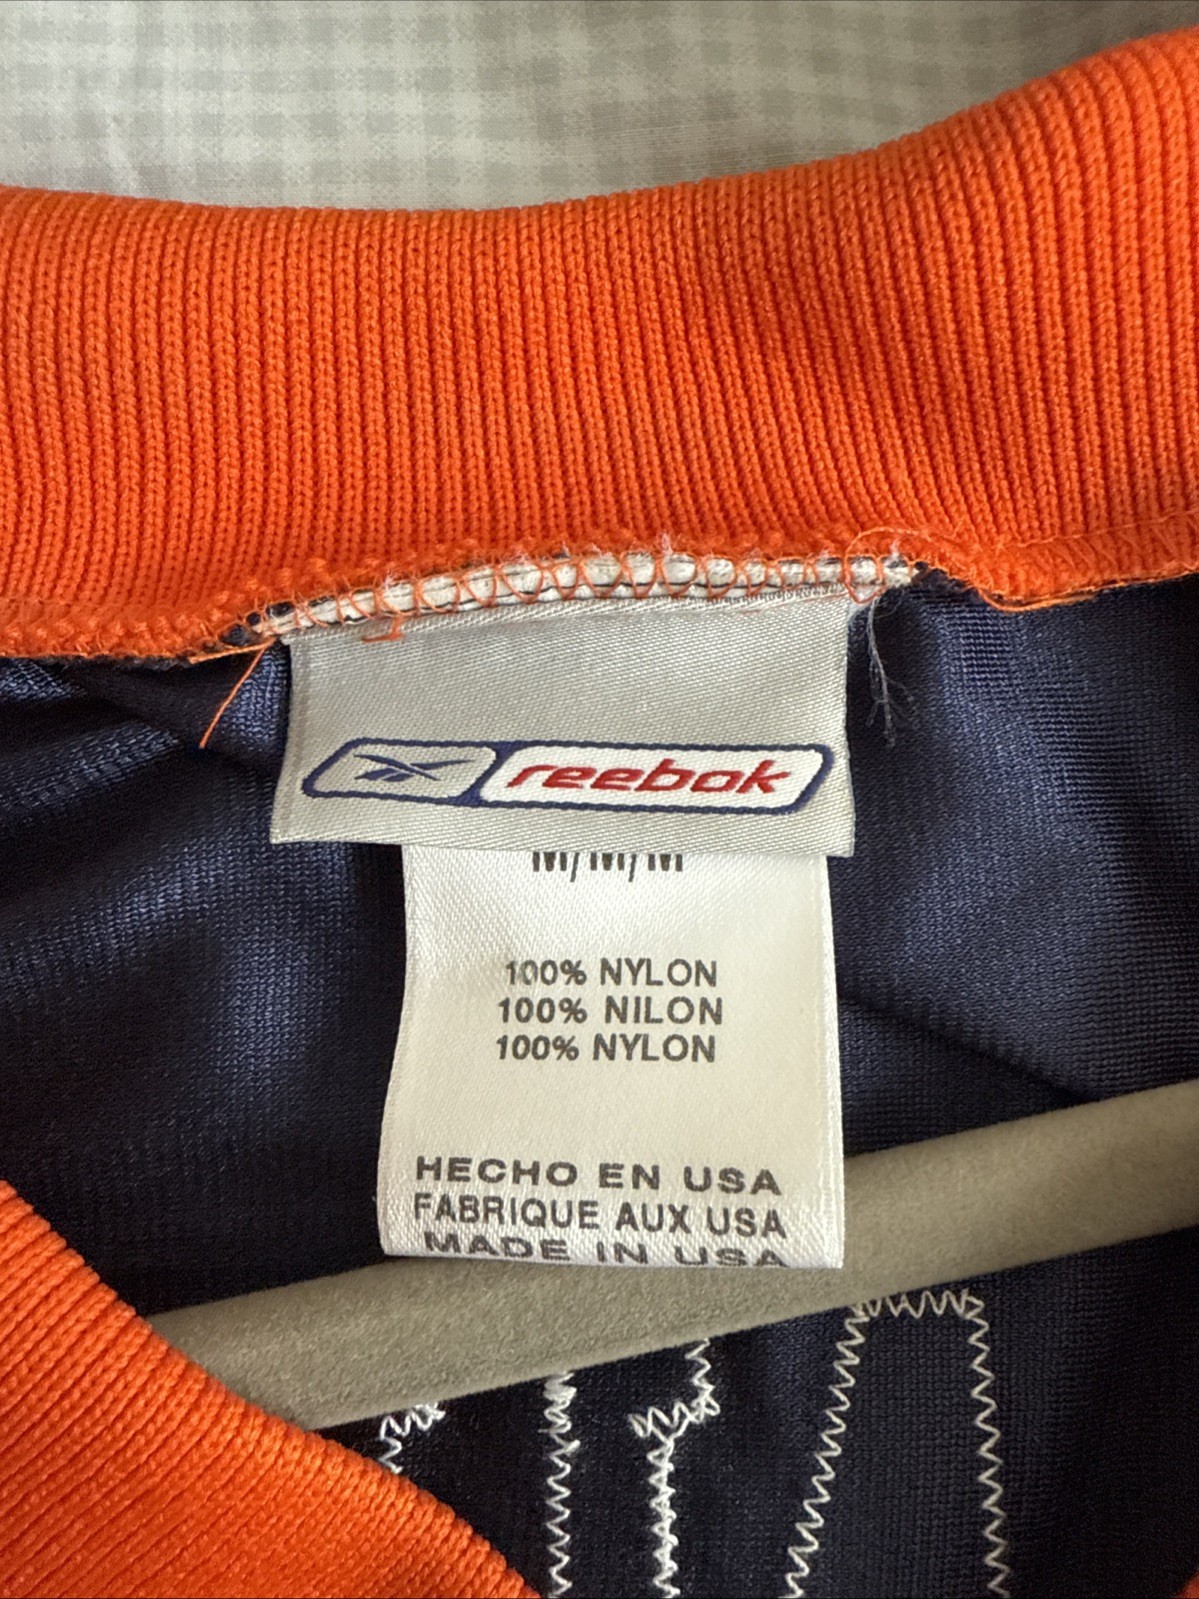 reebok
M/M/M
100% NYLON
100% NILON
100% NYLON
HECHO EN USA
FABRIQUE AUX USA
MADE IN USA